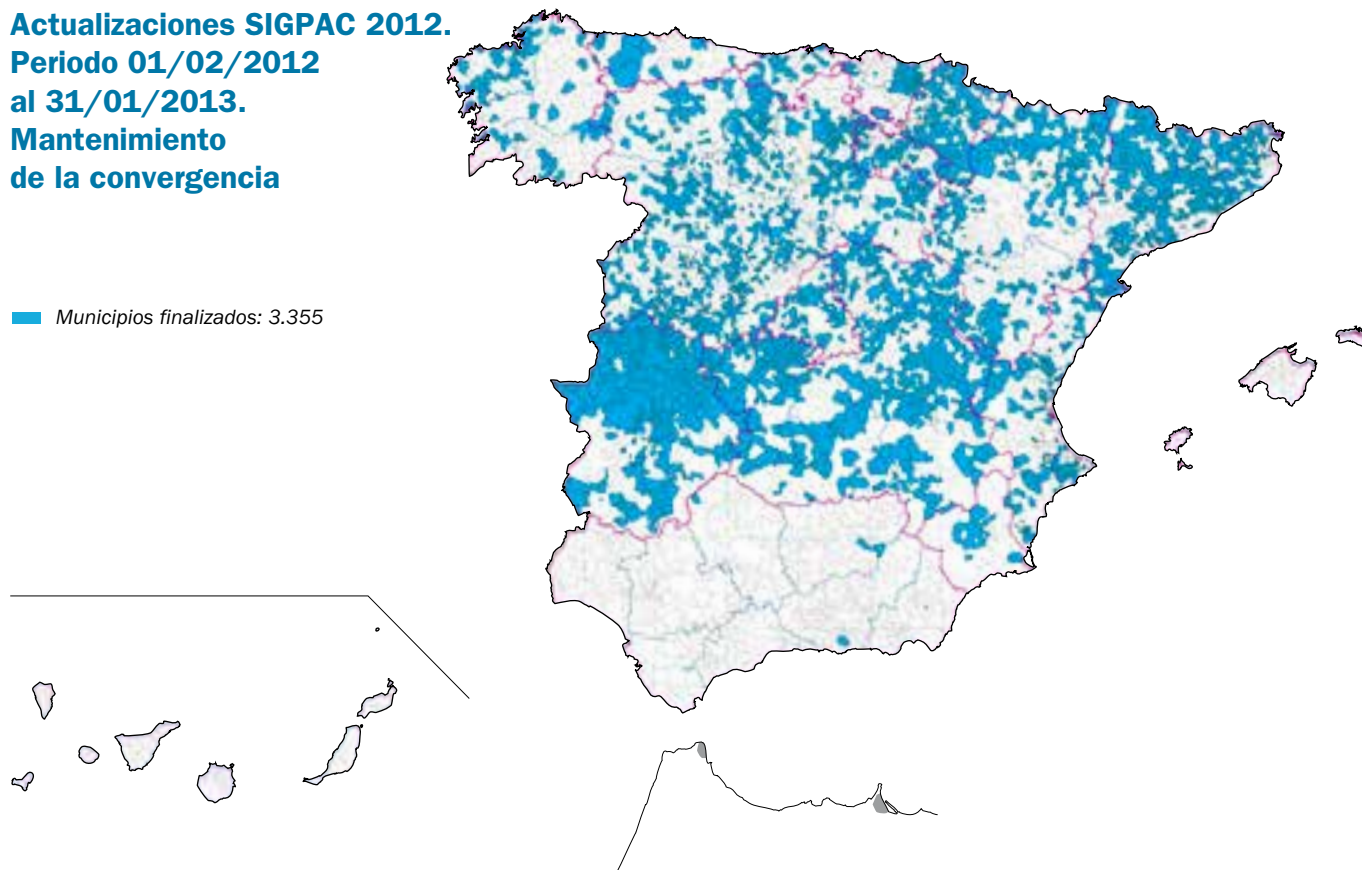 Actualizaciones SIGPAC 2012.
Periodo 01/02/2012
al 31/01/2013.
Mantenimiento
de la convergencia
Municipios finalizados: 3.355